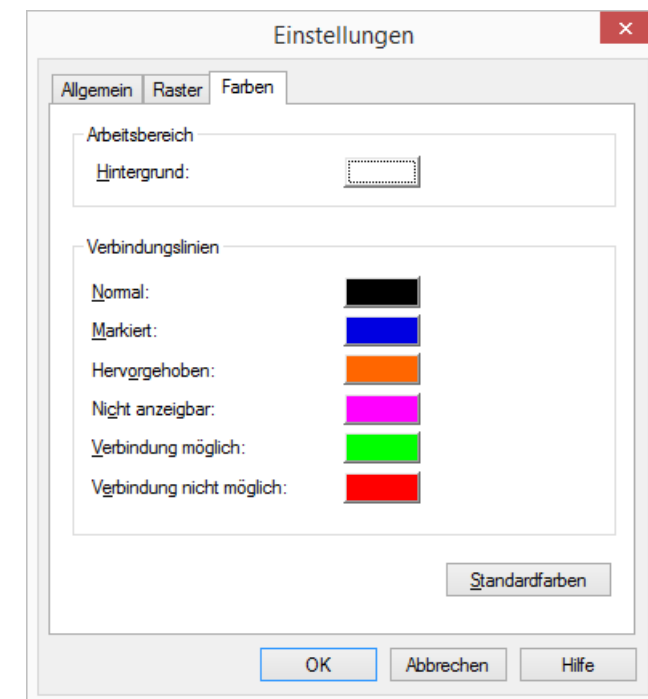 Einstellungen
Allgemein Raster Farben
Arbeitsbereich
Hintergrund:
Verbindungslinien
Normal:
Markiert:
Hervorgehoben:
Nicht anzeigbar:
Verbindung möglich:
Verbindung nicht möglich:
Standardfarben
OK Abbrechen Hilfe